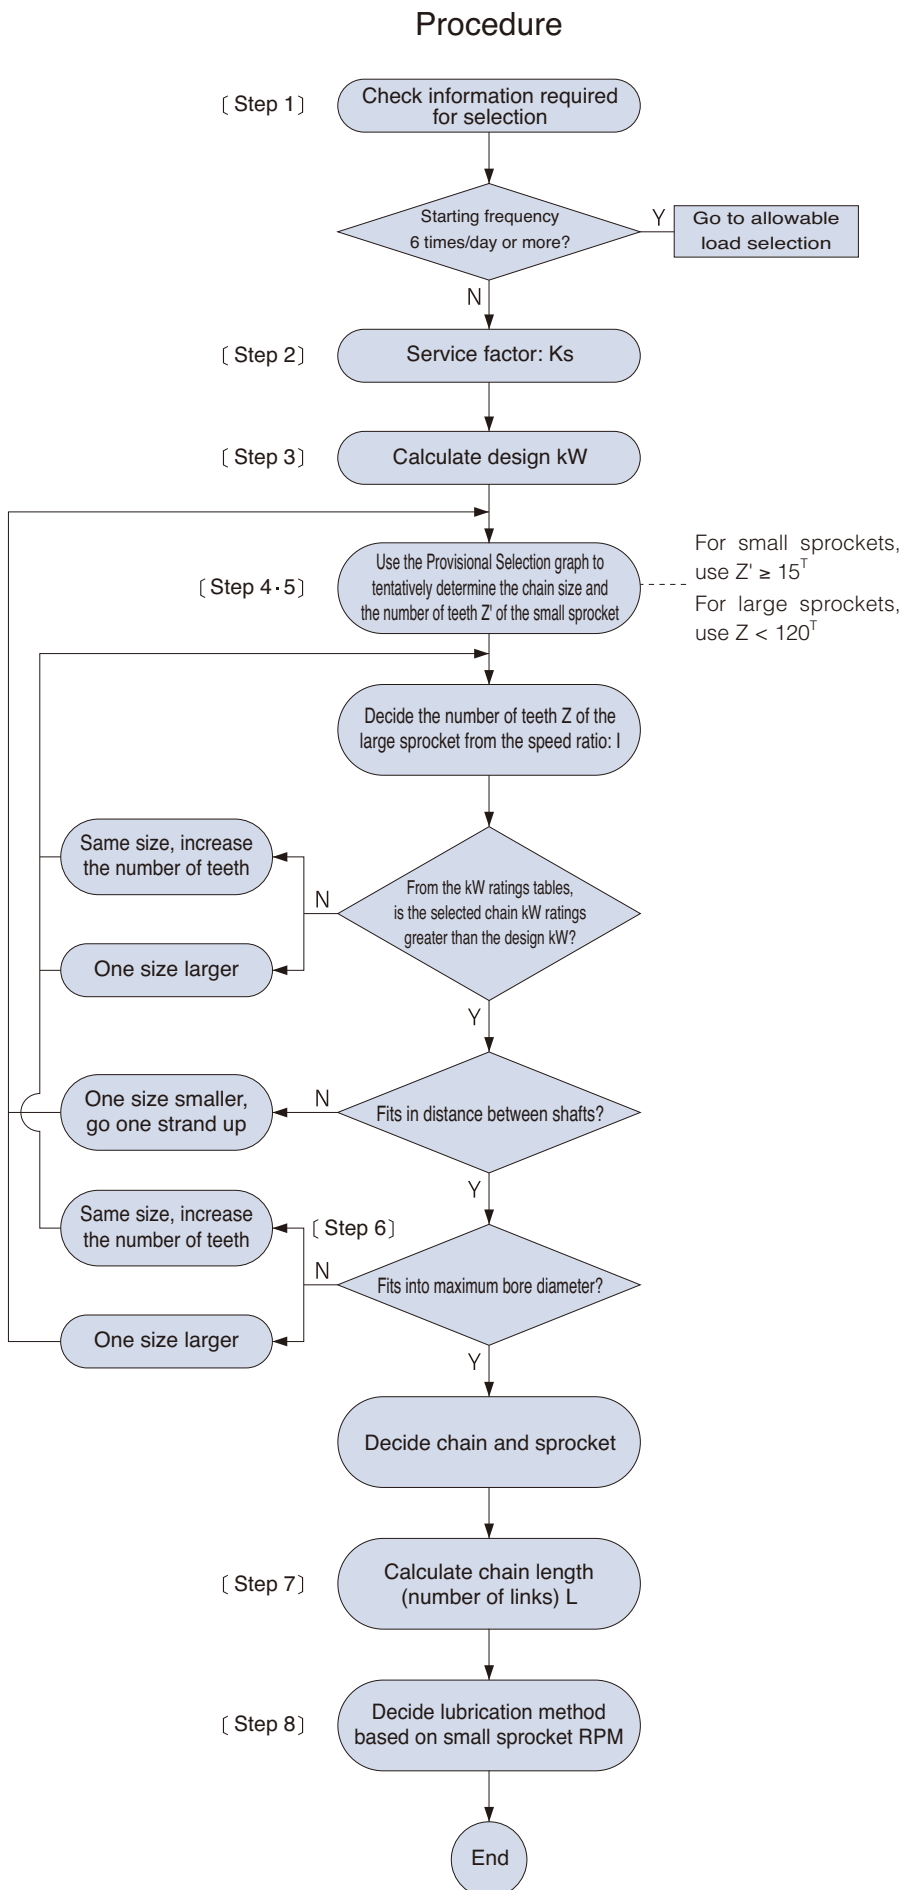 Procedure
〔 Step 1〕
Check information required
for selection
Starting frequency
6 times/day or more?
Y
Go to allowable
load selection
N
〔 Step 2〕
Service factor: Ks
〔 Step 3〕
Calculate design kW
〔 Step 4·5〕
Use the Provisional Selection graph to
tentatively determine the chain size and
the number of teeth Z' of the small sprocket
For small sprockets,
use Z' ≥ 15ᵀ
For large sprockets,
use Z < 120ᵀ
Decide the number of teeth Z of the
large sprocket from the speed ratio: I
Same size, increase
the number of teeth
N
From the kW ratings tables,
is the selected chain kW ratings
greater than the design kW?
One size larger
Y
One size smaller,
go one strand up
N
Fits in distance between shafts?
Y
Same size, increase
the number of teeth
〔 Step 6〕
N
Fits into maximum bore diameter?
One size larger
Y
Decide chain and sprocket
〔 Step 7〕
Calculate chain length
(number of links) L
〔 Step 8〕
Decide lubrication method
based on small sprocket RPM
End